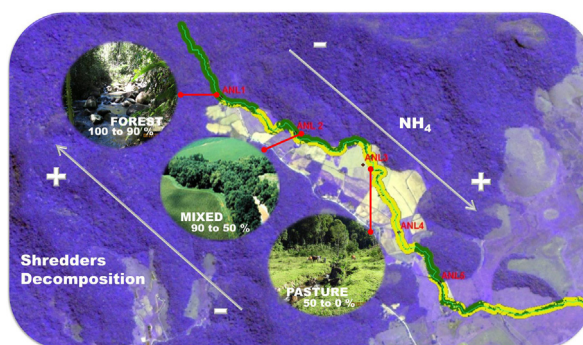 ANL1
FOREST
100 to 90 %
ANL2
NH4
ANL3
MIXED
90 to 50 %
ANL4
Shredders
Decomposition
ANL5
PASTURE
50 to 0 %
-
+
+
-